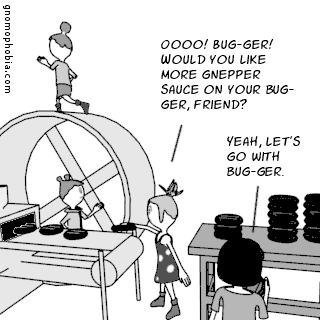 gnomophobia.com
OOOO! BUG-GER!
WOULD YOU LIKE
MORE GNEPPER
SAUCE ON YOUR BUG-
GER, FRIEND?
YEAH, LET'S
GO WITH
BUG-GER.